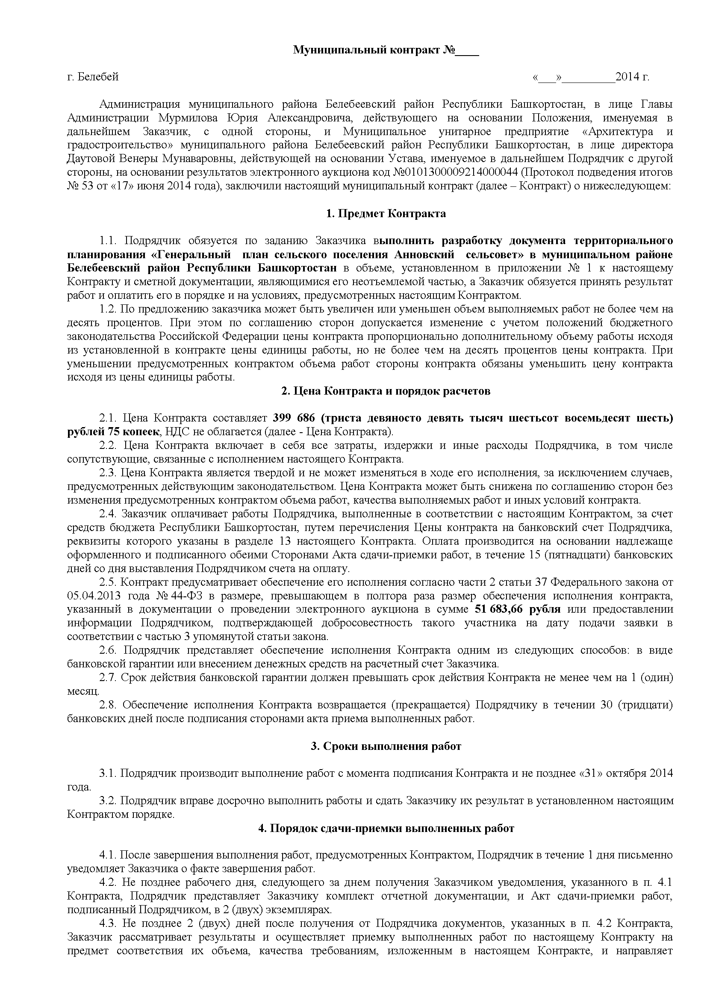 Муниципальный контракт №____
г. Белебей «___»_________2014 г.
Администрация муниципального района Белебеевский район Республики Башкортостан, в лице Главы
Администрации Мурмилова Юрия Александровича, действующего на основании Положения, именуемая в
дальнейшем Заказчик, с одной стороны, и Муниципальное унитарное предприятие «Архитектура и
градостроительство» муниципального района Белебеевский район Республики Башкортостан, в лице директора
Даутовой Венеры Мунаваровны, действующей на основании Устава, именуемое в дальнейшем Подрядчик с другой
стороны, на основании результатов электронного аукциона код №0101300009214000044 (Протокол подведения итогов
№ 53 от «17» июня 2014 года), заключили настоящий муниципальный контракт (далее – Контракт) о нижеследующем:
1. Предмет Контракта
1.1. Подрядчик обязуется по заданию Заказчика выполнить разработку документа территориального
планирования «Генеральный план сельского поселения Анновский сельсовет» в муниципальном районе
Белебеевский район Республики Башкортостан в объеме, установленном в приложении № 1 к настоящему
Контракту и сметной документации, являющимися его неотъемлемой частью, а Заказчик обязуется принять результат
работ и оплатить его в порядке и на условиях, предусмотренных настоящим Контрактом.
1.2. По предложению заказчика может быть увеличен или уменьшен объем выполняемых работ не более чем на
десять процентов. При этом по соглашению сторон допускается изменение с учетом положений бюджетного
законодательства Российской Федерации цены контракта пропорционально дополнительному объему работы исходя
из установленной в контракте цены единицы работы, но не более чем на десять процентов цены контракта. При
уменьшении предусмотренных контрактом объема работ стороны контракта обязаны уменьшить цену контракта
исходя из цены единицы работы.
2. Цена Контракта и порядок расчетов
2.1. Цена Контракта составляет 399 686 (триста девяносто девять тысяч шестьсот восемьдесят шесть)
рублей 75 копеек, НДС не облагается (далее - Цена Контракта).
2.2. Цена Контракта включает в себя все затраты, издержки и иные расходы Подрядчика, в том числе
сопутствующие, связанные с исполнением настоящего Контракта.
2.3. Цена Контракта является твердой и не может изменяться в ходе его исполнения, за исключением случаев,
предусмотренных действующим законодательством. Цена Контракта может быть снижена по соглашению сторон без
изменения предусмотренных контрактом объема работ, качества выполняемых работ и иных условий контракта.
2.4. Заказчик оплачивает работы Подрядчика, выполненные в соответствии с настоящим Контрактом, за счет
средств бюджета Республики Башкортостан, путем перечисления Цены контракта на банковский счет Подрядчика,
реквизиты которого указаны в разделе 13 настоящего Контракта. Оплата производится на основании надлежаще
оформленного и подписанного обеими Сторонами Акта сдачи-приемки работ, в течение 15 (пятнадцати) банковских
дней со дня выставления Подрядчиком счета на оплату.
2.5. Контракт предусматривает обеспечение его исполнения согласно части 2 статьи 37 Федерального закона от
05.04.2013 года № 44-ФЗ в размере, превышающем в полтора раза размер обеспечения исполнения контракта,
указанный в документации о проведении электронного аукциона в сумме 51 683,66 рубля или предоставлении
информации Подрядчиком, подтверждающей добросовестность такого участника на дату подачи заявки в
соответствии с частью 3 упомянутой статьи закона.
2.6. Подрядчик представляет обеспечение исполнения Контракта одним из следующих способов: в виде
банковской гарантии или внесением денежных средств на расчетный счет Заказчика.
2.7. Срок действия банковской гарантии должен превышать срок действия Контракта не менее чем на 1 (один)
месяц.
2.8. Обеспечение исполнения Контракта возвращается (прекращается) Подрядчику в течении 30 (тридцати)
банковских дней после подписания сторонами акта приема выполненных работ.
3. Сроки выполнения работ
3.1. Подрядчик производит выполнение работ с момента подписания Контракта и не позднее «31» октября 2014
года.
3.2. Подрядчик вправе досрочно выполнить работы и сдать Заказчику их результат в установленном настоящим
Контрактом порядке.
4. Порядок сдачи-приемки выполненных работ
4.1. После завершения выполнения работ, предусмотренных Контрактом, Подрядчик в течение 1 дня письменно
уведомляет Заказчика о факте завершения работ.
4.2. Не позднее рабочего дня, следующего за днем получения Заказчиком уведомления, указанного в п. 4.1
Контракта, Подрядчик представляет Заказчику комплект отчетной документации, и Акт сдачи-приемки работ,
подписанный Подрядчиком, в 2 (двух) экземплярах.
4.3. Не позднее 2 (двух) дней после получения от Подрядчика документов, указанных в п. 4.2 Контракта,
Заказчик рассматривает результаты и осуществляет приемку выполненных работ по настоящему Контракту на
предмет соответствия их объема, качества требованиям, изложенным в настоящем Контракте, и направляет